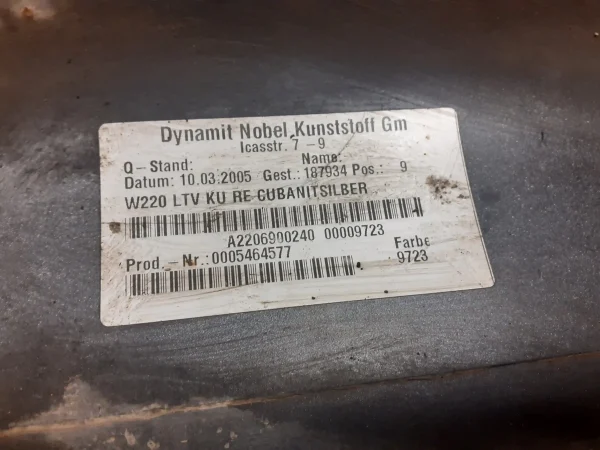 Dynamit Nobel Kunststoff Gm
Icasstr. 7 -9
Q-Stand: Name:
Datum: 10.03.2005 Gest.: 187934 Pos.: 9
W220 LTV KU RE CUBANITSILBER
A2206900240 00009723
Prod.-Nr.: 0005464577
Farbe
9723